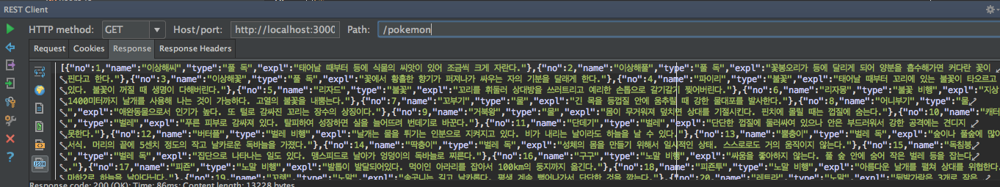 REST Client
HTTP method: GET Host/port: http://localhost:3000 Path: /pokemon
Request Cookies Response Response Headers
[{"no":1,"name":"이상해씨","type":"풀 독","expl":"태어날 때부터 등에 식물의 씨앗이 있어 조금씩 크게 자란다."},{"no":2,"name":"이상해풀","type":"풀 독","expl":"꽃봉오리가 등에 달리게 되어 양분을 흡수해가면 커다란 꽃이
핀다고 한다."},{"no":3,"name":"이상해꽃","type":"풀 독","expl":"꽃에서 황홀한 향기가 퍼져나가 싸우는 자의 기분을 달래게 한다."},{"no":4,"name":"파이리","type":"불꽃","expl":"태어날 때부터 꼬리에 있는 불꽃이 타오르고
있다. 불꽃이 꺼질 때 생명이 다해버린다."},{"no":5,"name":"리자드","type":"불꽃","expl":"꼬리를 휘둘러 상대방을 쓰러트리고 예리한 손톱으로 갈기갈기 찢어버린다."},{"no":6,"name":"리자몽","type":"불꽃 비행","expl":"지상
1400미터까지 날개를 사용해 나는 것이 가능하다. 고열의 불꽃을 내뿜는다."},{"no":7,"name":"꼬부기","type":"물","expl":"긴 목을 등껍질 안에 움추릴 때 강한 물대포를 발사한다."},{"no":8,"name":"어니부기","type":"물
","expl":"애완동물으로서 인기가 높다. 또 털로 감싸진 꼬리는 장수의 상징이다."},{"no":9,"name":"거북왕","type":"물","expl":"몸이 무거워져 덮치면 상대를 기절시킨다. 핀치에 몰릴 때는 껍질에 숨는다."},{"no":10,"name":"캐터
"type":"벌레","expl":"푸른 피부로 감싸져 있다. 탈피하여 성장하면 실을 늘어뜨려 번데기로 바꾼다."},{"no":11,"name":"단데기","type":"벌레","expl":"단단한 껍질에 둘러싸여 있으나 안은 부드러워서 강한 공격에는 견디지
못한다."},{"no":12,"name":"버터플","type":"벌레 비행","expl":"날개는 물을 튀기는 인분으로 지켜지고 있다. 비가 내리는 날이라도 하늘을 날 수 있다."},{"no":13,"name":"뿔충이","type":"벌레 독","expl":"숲이나 풀숲에 많이
서식. 머리의 끝에 5센치 정도의 작고 날카로운 독바늘을 가졌다."},{"no":14,"name":"딱충이","type":"벌레 독","expl":"성체의 몸을 만들기 위해서 일시적인 상태. 스스로로도 거의 움직이지 않는다."},{"no":15,"name":"독침붕
","type":"벌레 독","expl":"집단으로 나타나는 일도 있다. 맹스피드로 날아가 엉덩이의 독바늘로 찌른다."},{"no":16,"name":"구구","type":"노말 비행","expl":"싸움을 좋아하지 않는다. 풀 숲 안에 숨어 작은 벌레 등을 잡는다
."},{"no":17,"name":"피죤","type":"노말 비행","expl":"발톱이 발달되어있다. 먹이인 아라리를 잡아서 100km의 둥지까지 옮긴다."},{"no":18,"name":"피죤투","type":"노말 비행","expl":"아름다운 날개를 펼쳐 상대를 위협한다.
마하2로 하늘을 날아다닌다."},{"no":19,"name":"꼬렛","type":"노말","expl":"송곳니는 길고 날카롭다. 평생 계속 뻗어나가서 단단한 것을 깎는다."},{"no":20,"name":"레트라","type":"노말","expl":"뒷발가락은 3개로 작은
Response code: 200 (OK); Time: 86ms; Content length: 13228 bytes